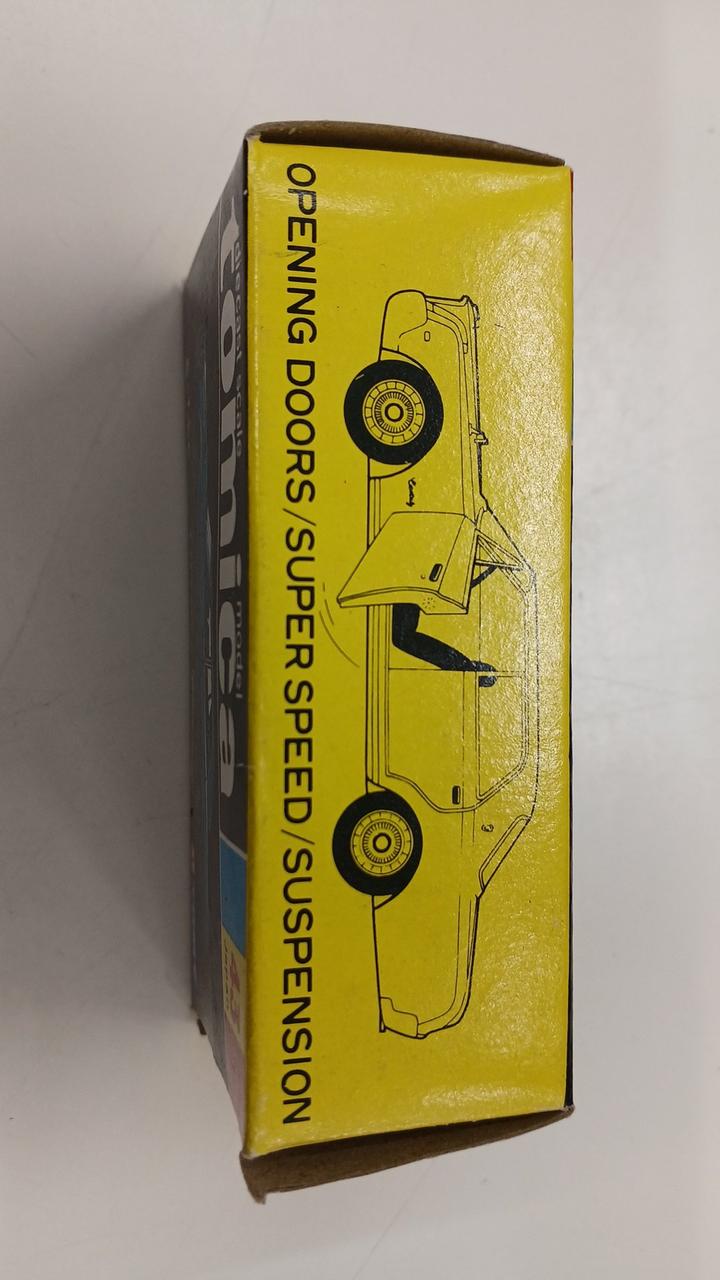 OPENING DOORS/SUPER SPEED/SUSPENSION
diecast scale model
tomica